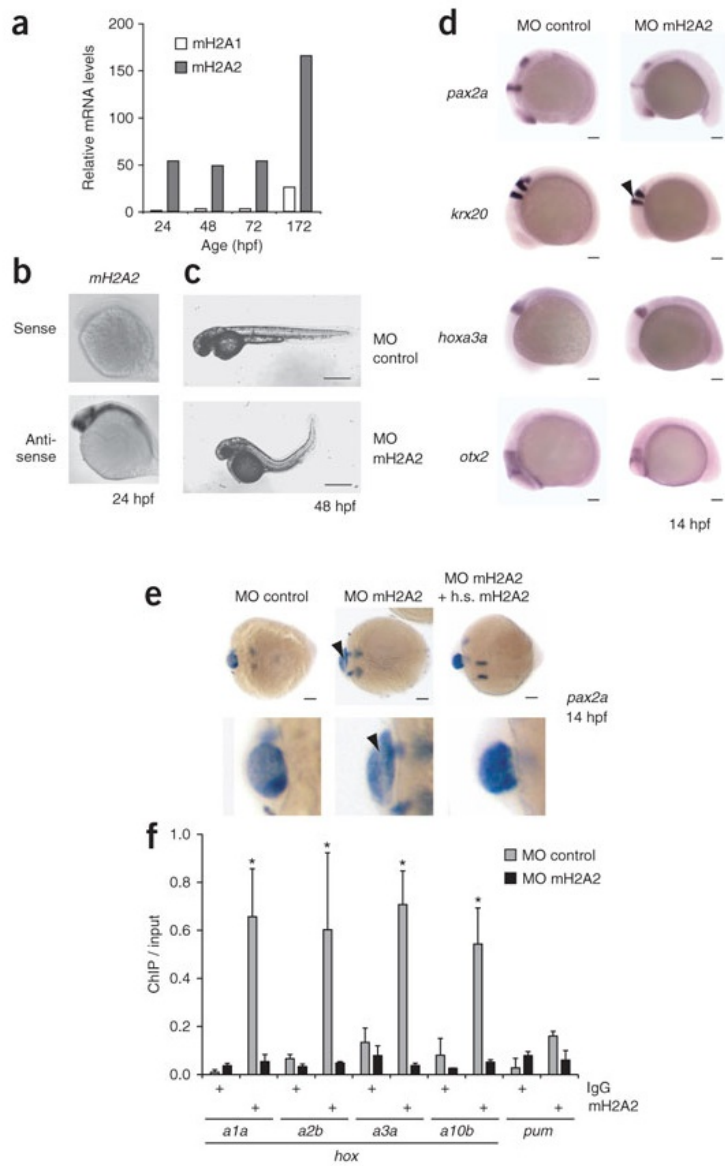 a
mH2A1
mH2A2
Relative mRNA levels
200
150
100
50
0
24 48 72 172
Age (hpf)
b
mH2A2
Sense
Anti-
sense
24 hpf
c
MO
control
MO
mH2A2
48 hpf
d
MO control MO mH2A2
pax2a
krx20
hoxa3a
otx2
14 hpf
e
MO control MO mH2A2 MO mH2A2
+ h.s. mH2A2
pax2a
14 hpf
f
MO control
MO mH2A2
ChIP / input
1.0
0.8
0.6
0.4
0.2
0.0
* * * *
+ + + + + IgG
+ + + + + mH2A2
a1a a2b a3a a10b pum
hox